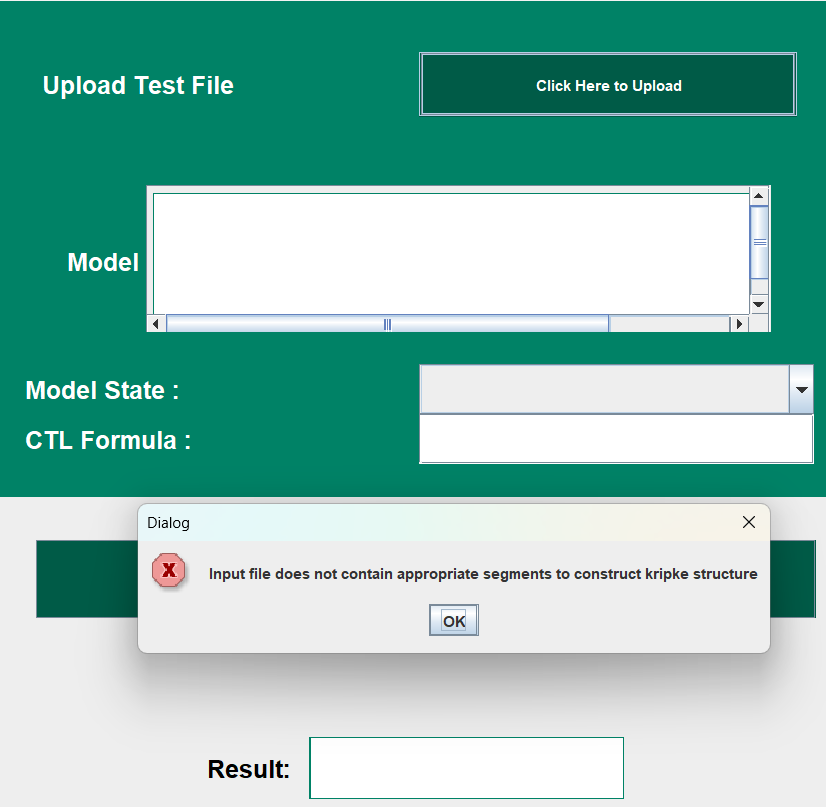 Upload Test File
Click Here to Upload
Model
Model State :
CTL Formula :
Dialog
Input file does not contain appropriate segments to construct kripke structure
OK
Result: